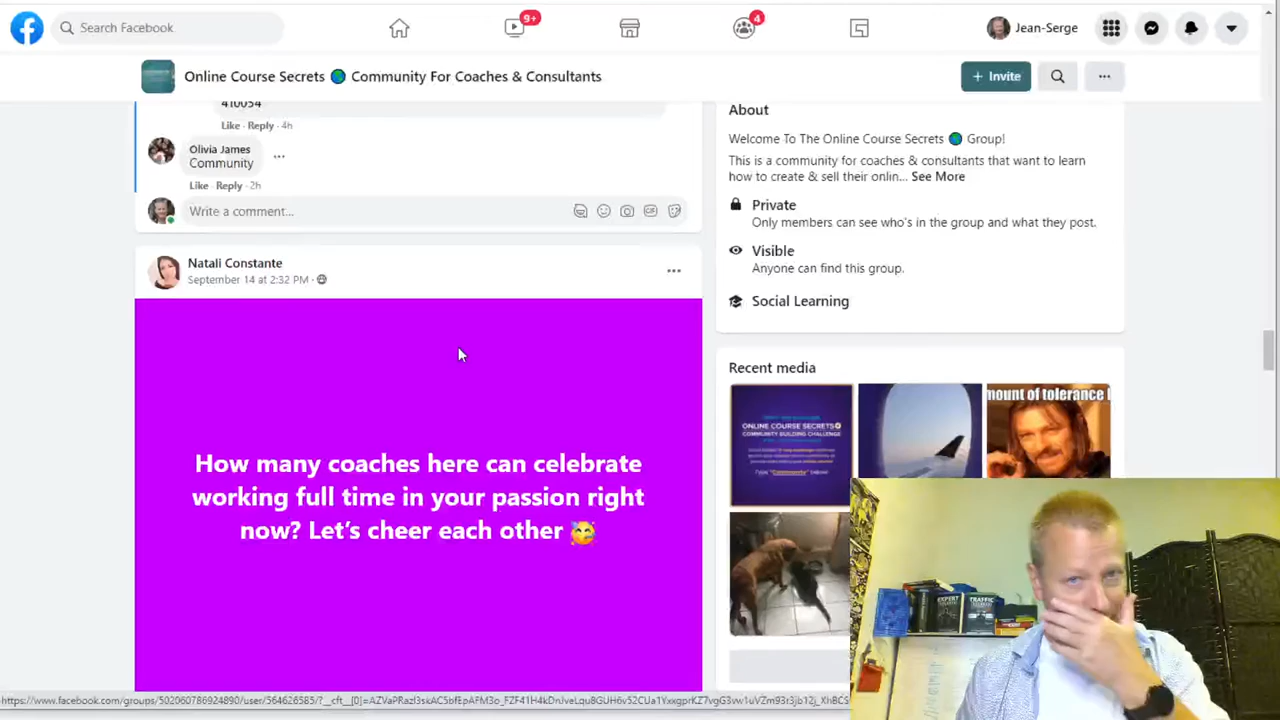 Search Facebook
9+
4
Jean-Serge
Online Course Secrets 🌎 Community For Coaches & Consultants
+ Invite
410054
Like · Reply · 4h
Olivia James
Community
Like · Reply · 2h
Write a comment...
GIF
Natali Constante
September 14 at 2:32 PM ·
How many coaches here can celebrate
working full time in your passion right
now? Let's cheer each other 🥳
About
Welcome To The Online Course Secrets 🌎 Group!
This is a community for coaches & consultants that want to learn
how to create & sell their onlin... See More
Private
Only members can see who's in the group and what they post.
Visible
Anyone can find this group.
Social Learning
Recent media
ONLINE COURSE SECRETS
COMMUNITY BUILDING CHALLENGE
mount of tolerance I
EXPERT
TRAFFIC